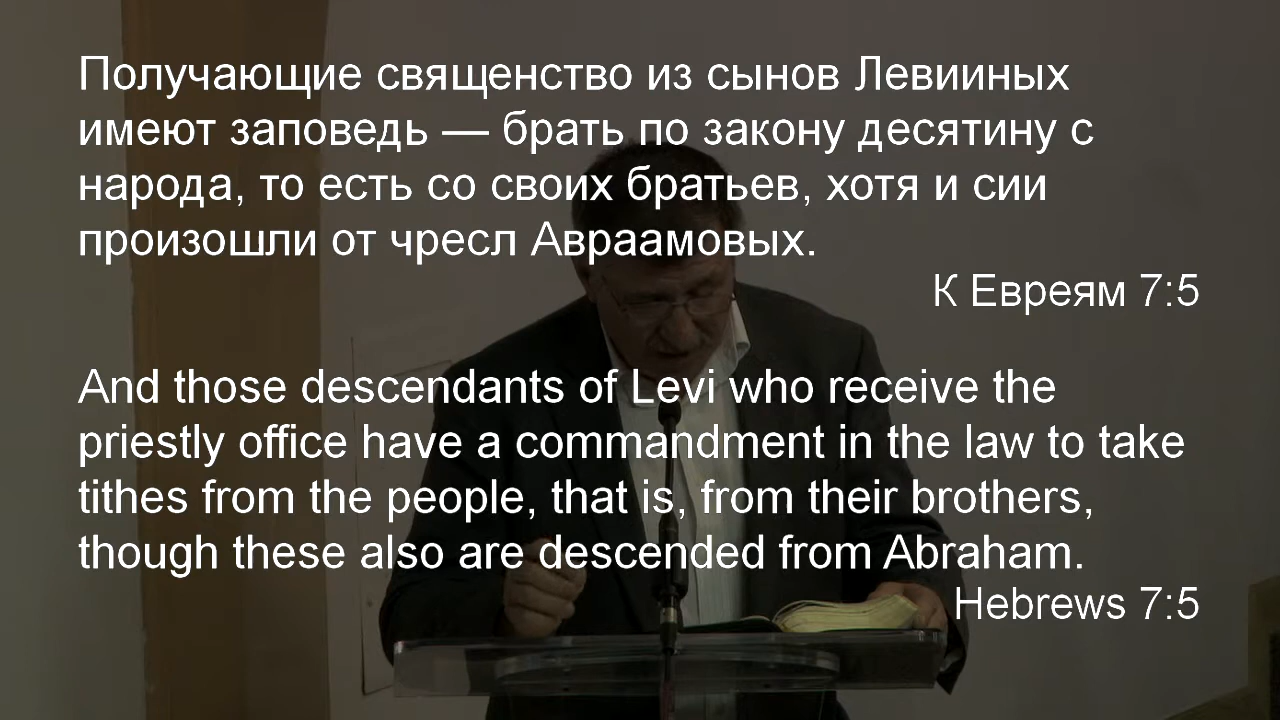 Получающие священство из сынов Левииных
имеют заповедь — брать по закону десятину с
народа, то есть со своих братьев, хотя и сии
произошли от чресл Авраамовых.
К Евреям 7:5
And those descendants of Levi who receive the
priestly office have a commandment in the law to take
tithes from the people, that is, from their brothers,
though these also are descended from Abraham.
Hebrews 7:5